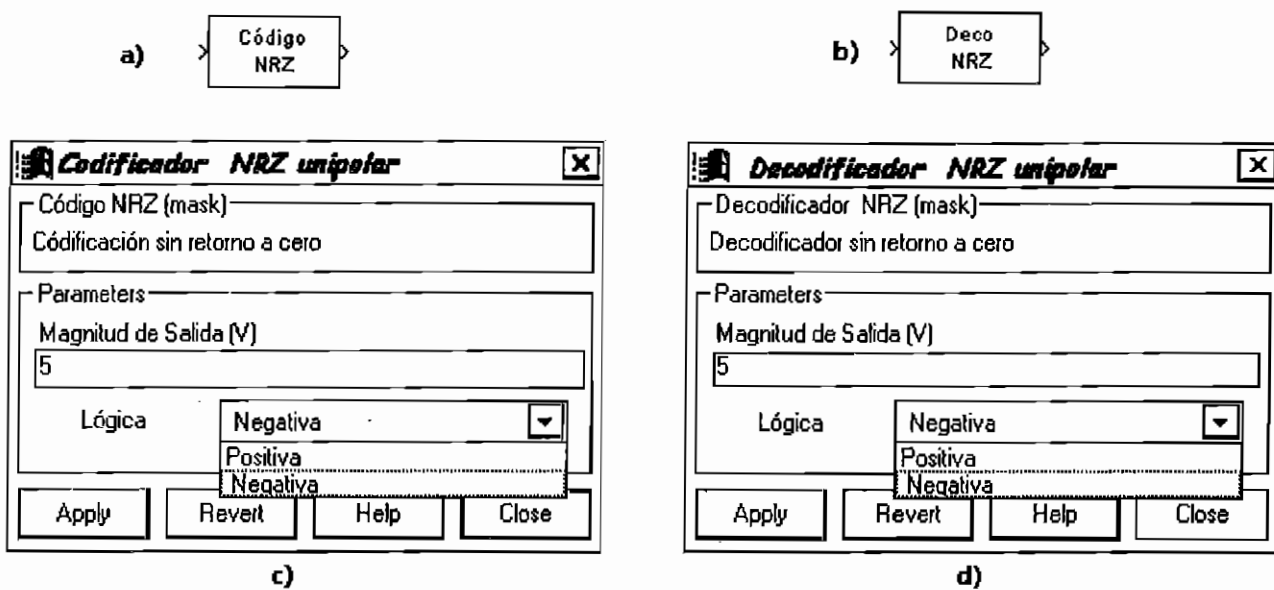 a)
Código
NRZ
b)
Deco
NRZ
Codificador NRZ unipolar
Código NRZ (mask)
Códificación sin retorno a cero
Parameters
Magnitud de Salida (V)
5
Lógica
Negativa
Positiva
Negativa
Apply
Revert
Help
Close
c)
Decodificador NRZ unipolar
Decodificador NRZ (mask)
Decodificador sin retorno a cero
Parameters
Magnitud de Salida (V)
5
Lógica
Negativa
Positiva
Negativa
Apply
Revert
Help
Close
d)